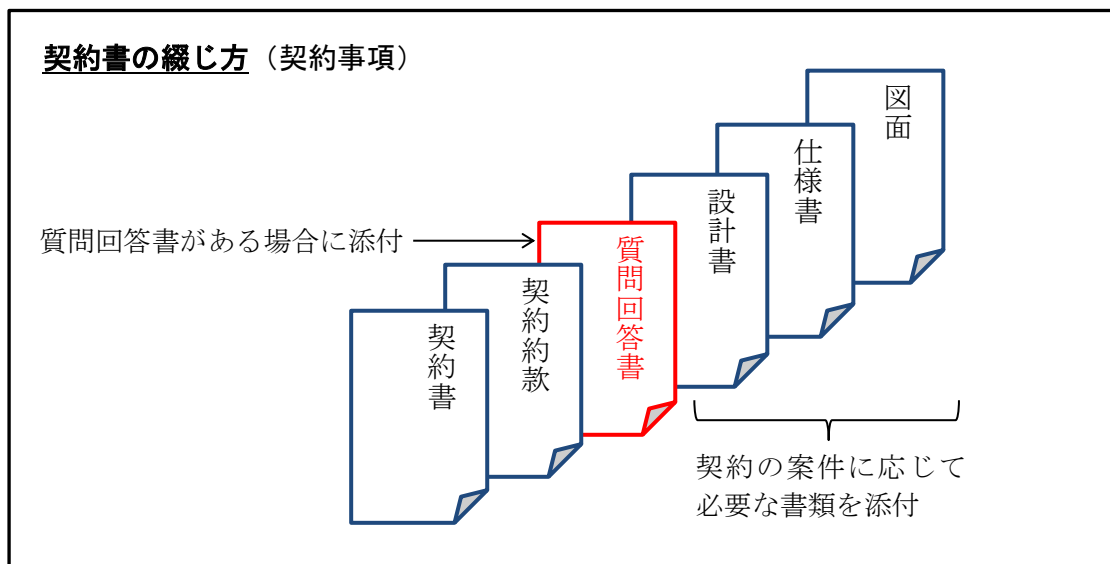 契約書の綴じ方（契約事項）
図面
仕様書
設計書
質問回答書がある場合に添付
質問回答書
契約約款
契約書
契約の案件に応じて
必要な書類を添付